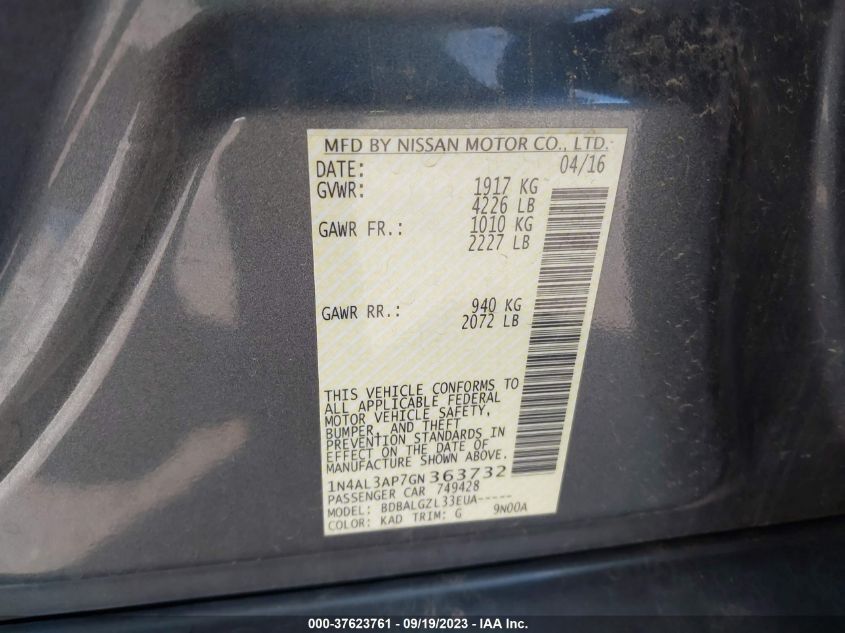 MFD BY NISSAN MOTOR CO., LTD.
DATE: 04/16
GVWR: 1917 KG
4226 LB
GAWR FR.: 1010 KG
2227 LB
GAWR RR.: 940 KG
2072 LB
THIS VEHICLE CONFORMS TO
ALL APPLICABLE FEDERAL
MOTOR VEHICLE SAFETY,
BUMPER, AND THEFT
PREVENTION STANDARDS IN
EFFECT ON THE DATE OF
MANUFACTURE SHOWN ABOVE.
1N4AL3AP7GN363732
PASSENGER CAR 749428
MODEL: BDBALGZL33EUA-----
COLOR: KAD TRIM: G 9N00A
000-37623761 - 09/19/2023 - IAA Inc.